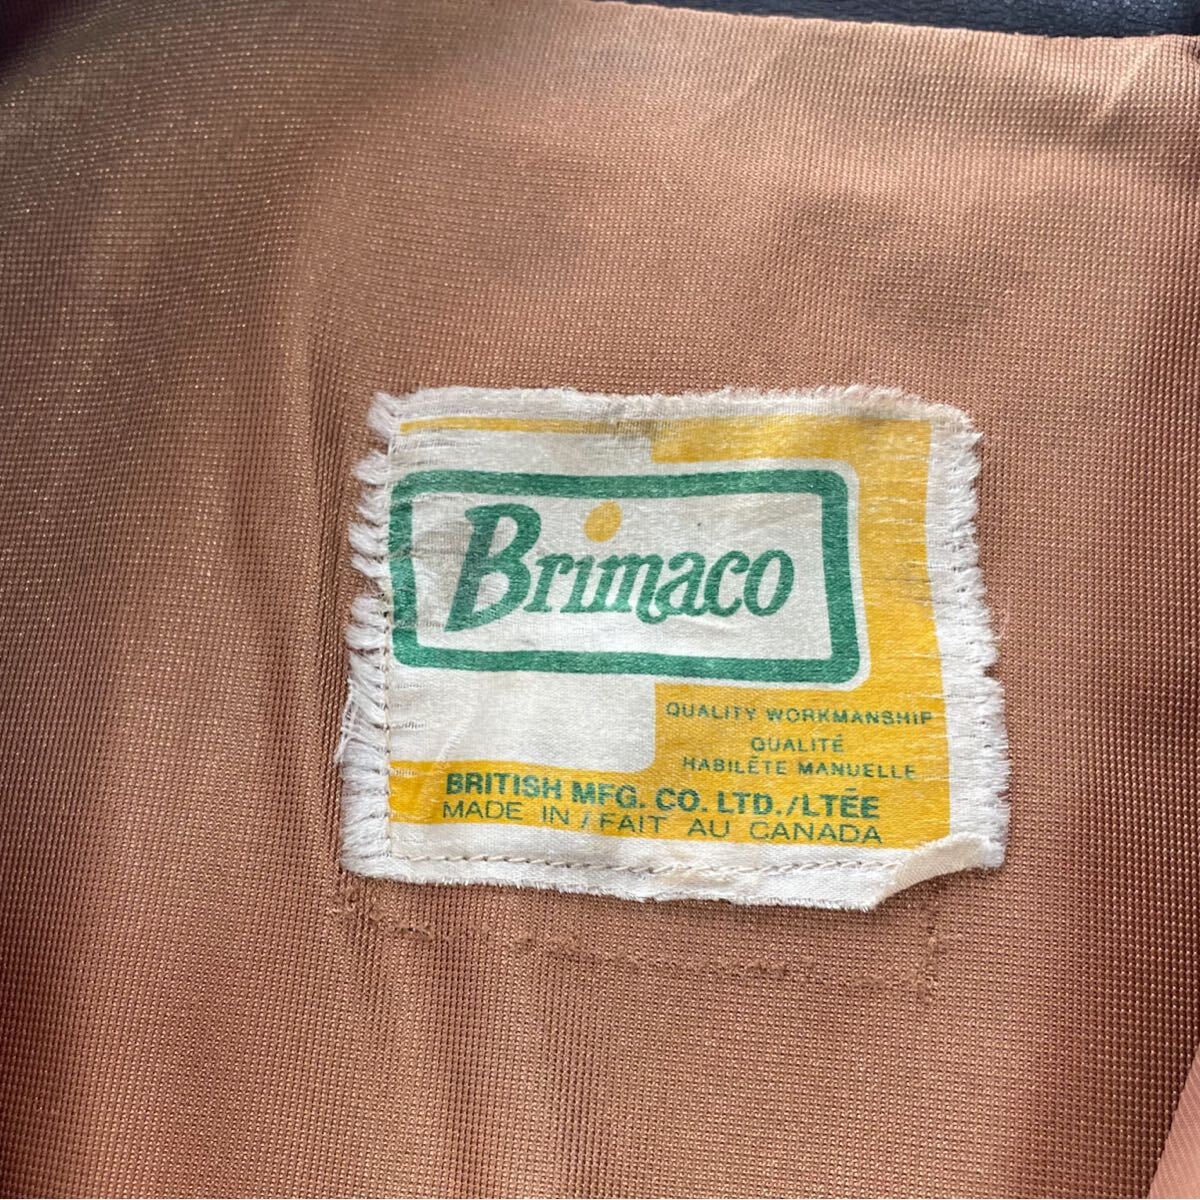 Brimaco
QUALITY WORKMANSHIP
QUALITÉ
HABILÈTE MANUELLE
BRITISH MFG. CO. LTD./LTÉE
MADE IN / FAIT AU CANADA